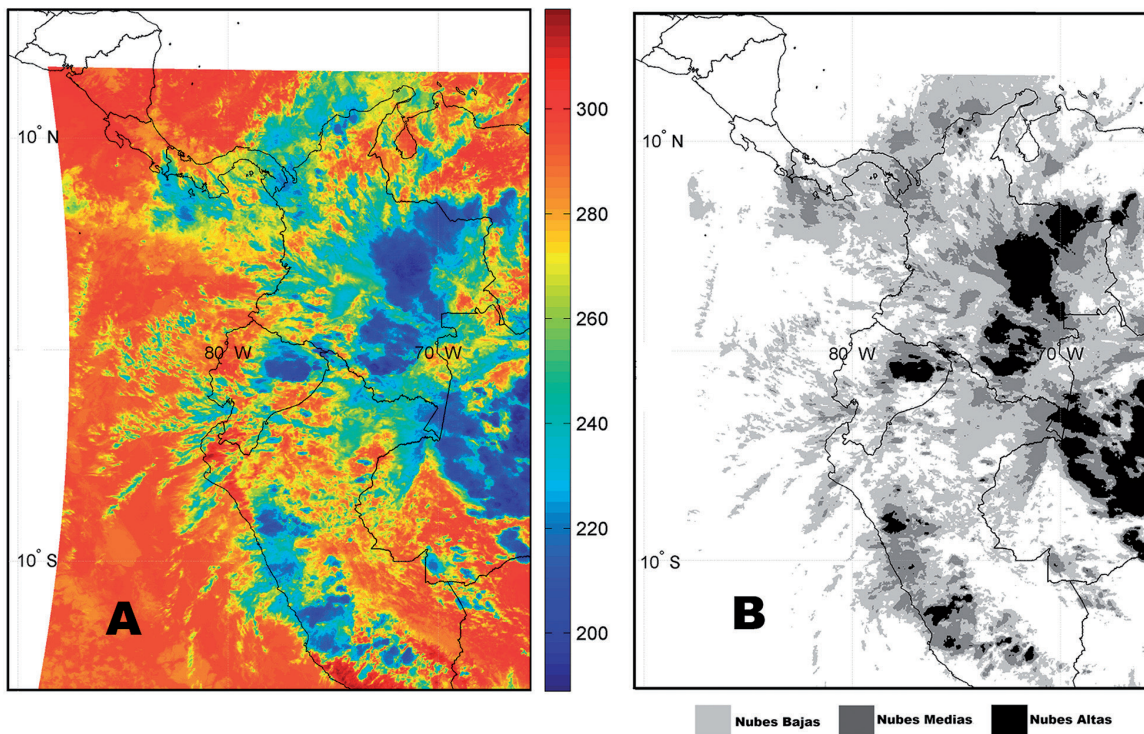 300
10° N
280
260
80 W
70 W
240
220
10° S
200
A
10° N
80 W
70 W
10° S
B
Nubes Bajas
Nubes Medias
Nubes Altas